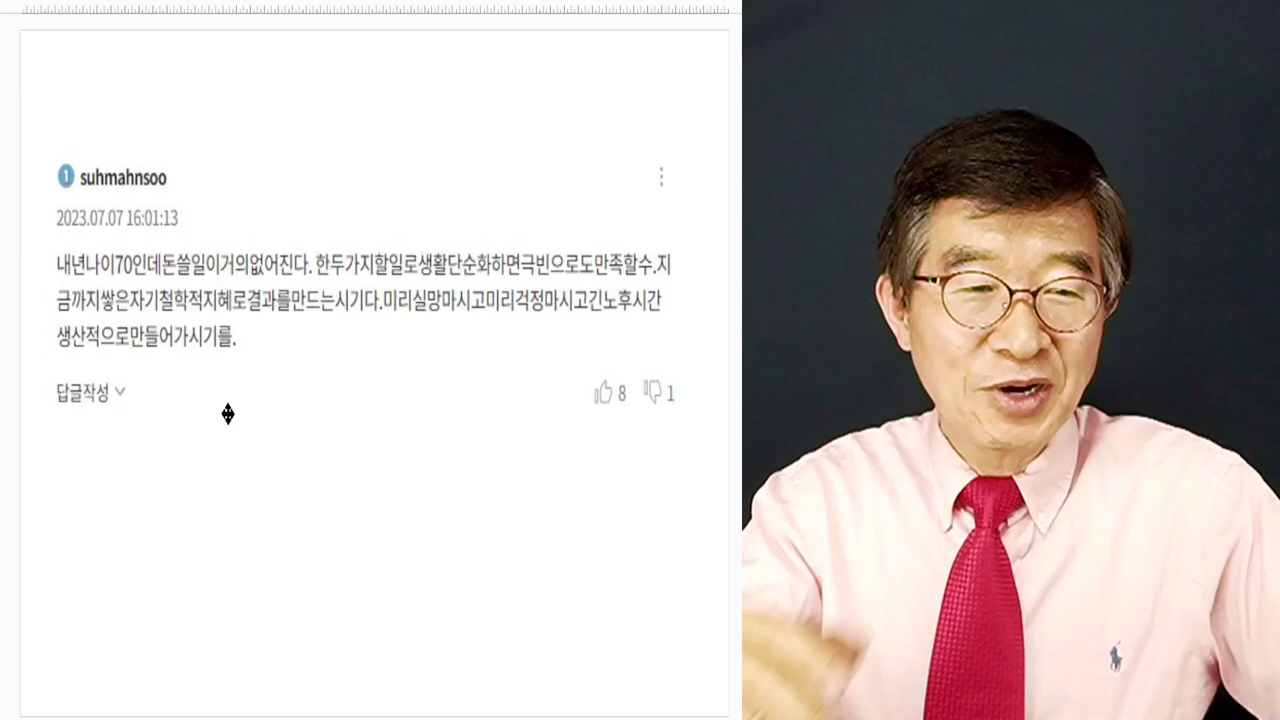 1 suhmahnsoo
2023.07.07 16:01:13
내년나이70인데돈쓸일이거의없어진다. 한두가지할일로생활단순화하면극빈으로도만족할수.지
금까지쌓은자기철학적지혜로결과를만드는시기다.미리실망마시고미리걱정마시고긴노후시간
생산적으로만들어가시기를.
답글작성 8 1